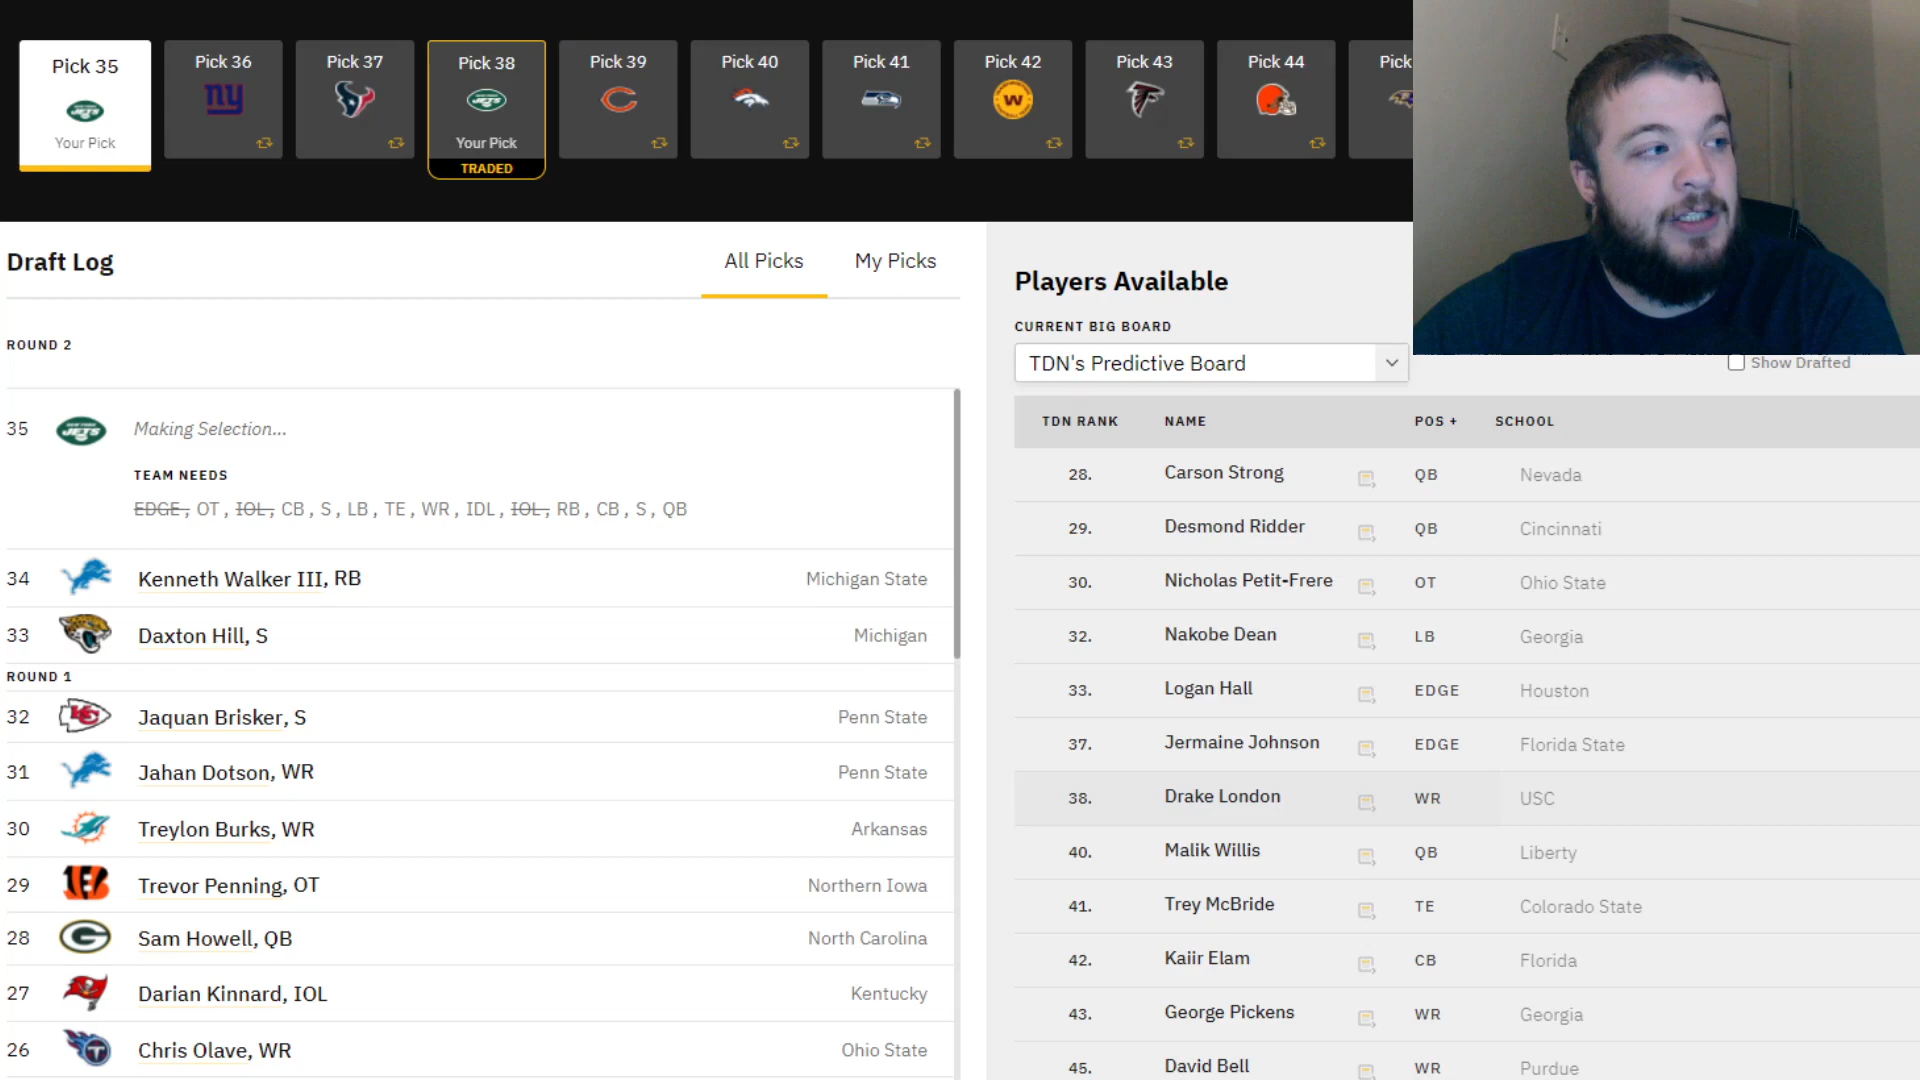 Pick 35
Your Pick
Pick 36
Pick 37
Pick 38
Your Pick
TRADED
Pick 39
Pick 40
Pick 41
Pick 42
Pick 43
Pick 44
Pick
Draft Log
All Picks
My Picks
ROUND 2
35 Making Selection...
TEAM NEEDS
EDGE, OT, IOL, CB, S, LB, TE, WR, IDL, IOL, RB, CB, S, QB
34 Kenneth Walker III, RB Michigan State
33 Daxton Hill, S Michigan
ROUND 1
32 Jaquan Brisker, S Penn State
31 Jahan Dotson, WR Penn State
30 Treylon Burks, WR Arkansas
29 Trevor Penning, OT Northern Iowa
28 Sam Howell, QB North Carolina
27 Darian Kinnard, IOL Kentucky
26 Chris Olave, WR Ohio State
Players Available
CURRENT BIG BOARD
TDN's Predictive Board
Show Drafted
TDN RANK NAME POS + SCHOOL
28. Carson Strong QB Nevada
29. Desmond Ridder QB Cincinnati
30. Nicholas Petit-Frere OT Ohio State
32. Nakobe Dean LB Georgia
33. Logan Hall EDGE Houston
37. Jermaine Johnson EDGE Florida State
38. Drake London WR USC
40. Malik Willis QB Liberty
41. Trey McBride TE Colorado State
42. Kaiir Elam CB Florida
43. George Pickens WR Georgia
45. David Bell WR Purdue